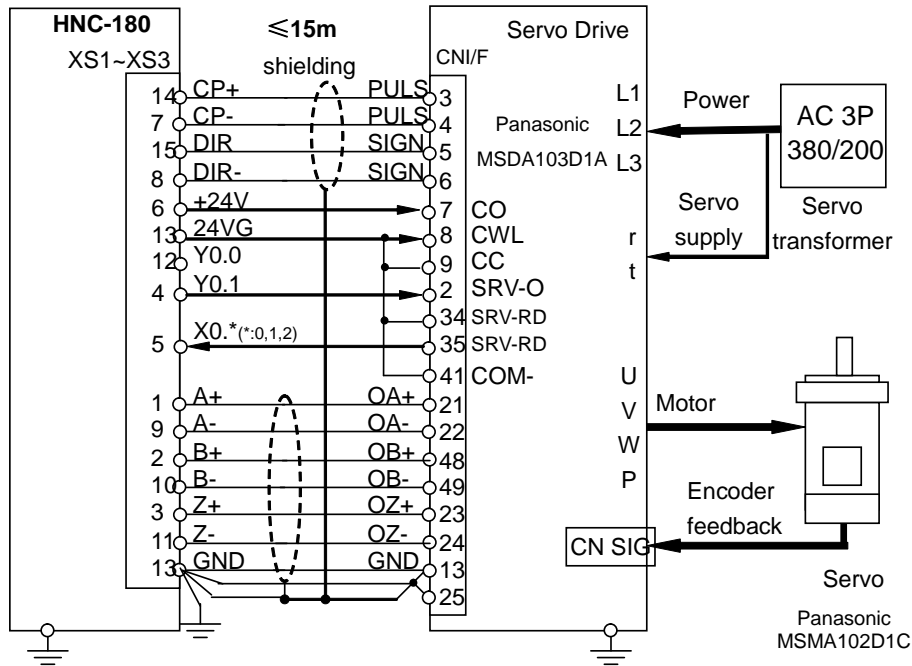 HNC-180
XS1~XS3
≤15m
shielding
Servo Drive
CNI/F
Panasonic
MSDA103D1A
14 CP+ PULS 3
7 CP- PULS 4
15 DIR SIGN 5
8 DIR- SIGN 6
6 +24V 7 CO
13 24VG 8 CWL
12 Y0.0 9 CC
4 Y0.1 2 SRV-O
34 SRV-RD
5 X0.*(*:0,1,2) 35 SRV-RD
41 COM-
1 A+ OA+ 21
9 A- OA- 22
2 B+ OB+ 48
10 B- OB- 49
3 Z+ OZ+ 23
11 Z- OZ- 24
13 GND GND 13
25
L1
L2
L3
r
t
U
V
W
P
CN SIG
Power
AC 3P
380/200
Servo
supply
Servo
transformer
Motor
Encoder
feedback
Servo
Panasonic
MSMA102D1C